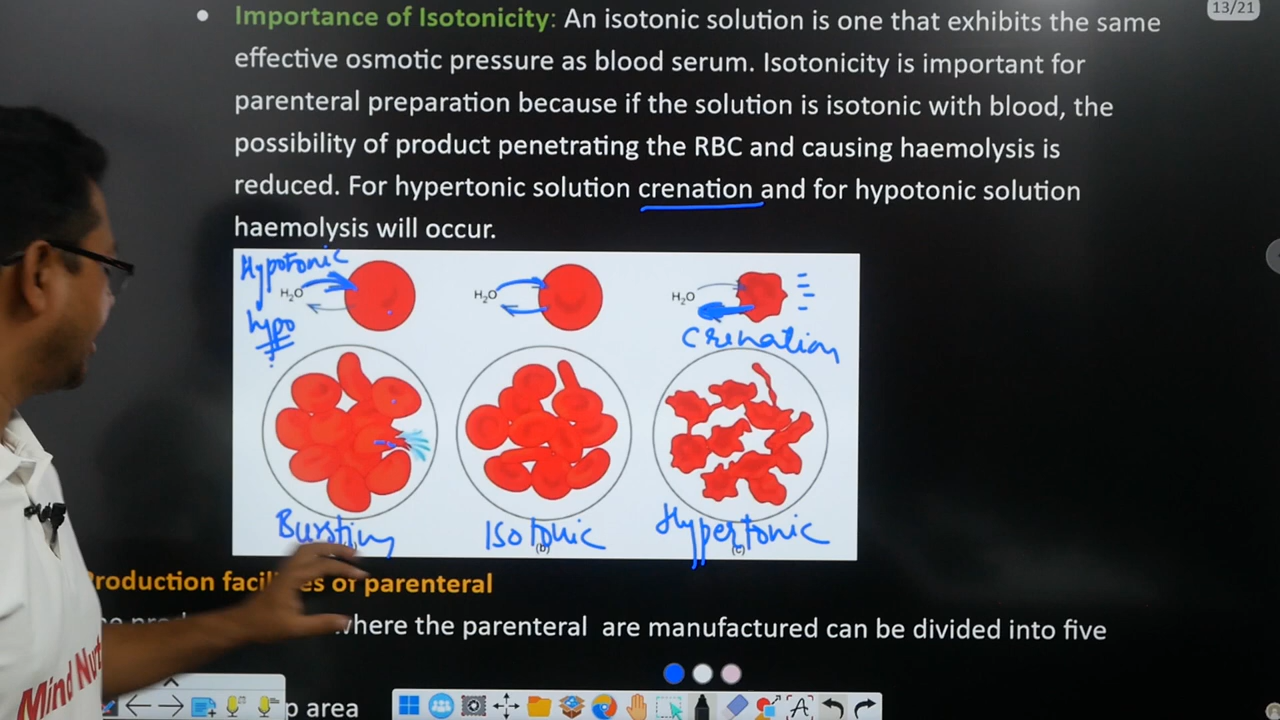 13/21
• Importance of Isotonicity: An isotonic solution is one that exhibits the same
effective osmotic pressure as blood serum. Isotonicity is important for
parenteral preparation because if the solution is isotonic with blood, the
possibility of product penetrating the RBC and causing haemolysis is
reduced. For hypertonic solution crenation and for hypotonic solution
haemolysis will occur.
Hypotonic
H₂O H₂O H₂O
hypo
Crenation
Bursting Isotonic Hypertonic
(b) (c)
Production facilities of parenteral
where the parenteral are manufactured can be divided into five
area
Mind Nut